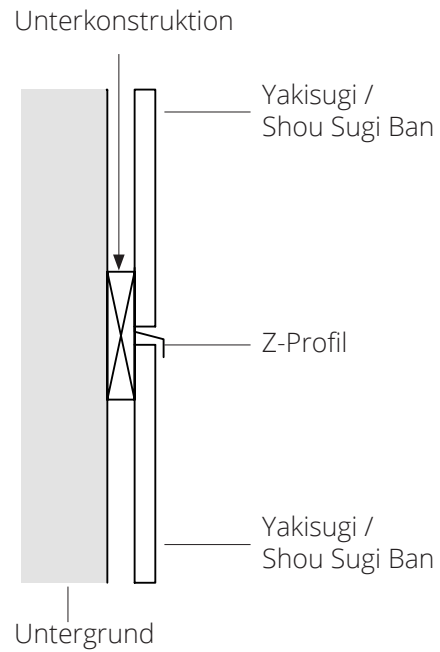 Unterkonstruktion
Yakisugi /
Shou Sugi Ban
Z-Profil
Yakisugi /
Shou Sugi Ban
Untergrund